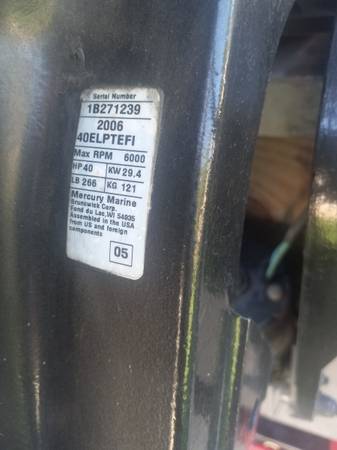 Serial Number
1B271239
2006
40ELPTEFI
Max RPM 6000
HP 40 KW 29.4
LB 266 KG 121
Mercury Marine
Brunswick Corp.
Fond du Lac, WI 54935
Assembled in the USA
from US and foreign
components
05